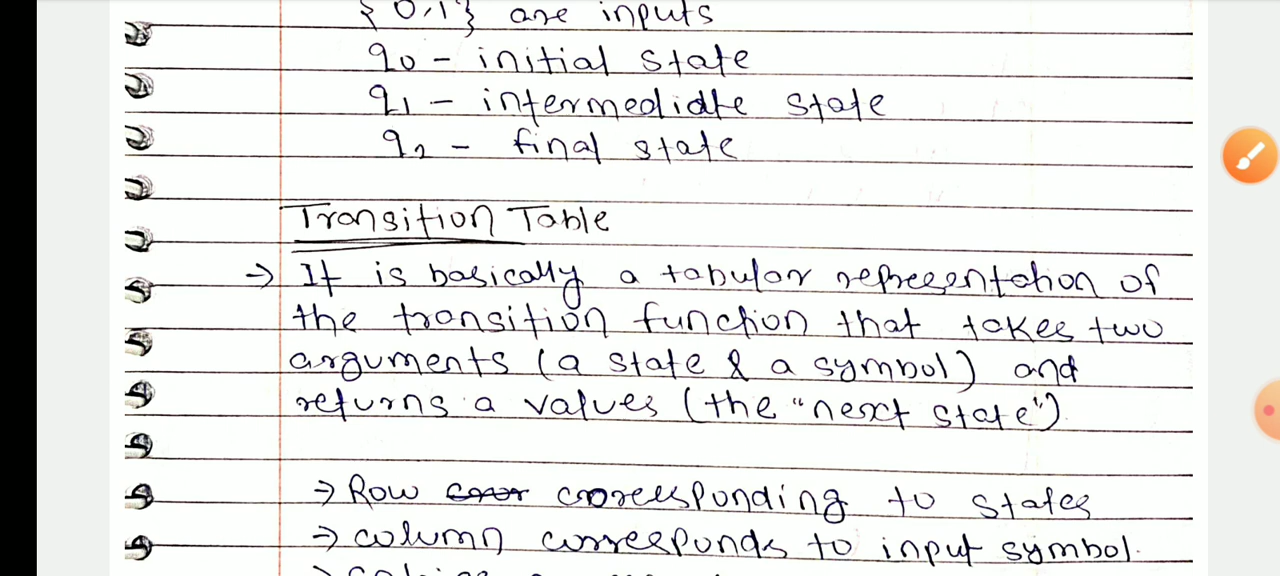 {0,1} are inputs
q0 - initial state
q1 - intermediate state
q2 - final state
Transition Table
→ It is basically a tabular representation of
the transition function that takes two
arguments (a state & a symbol) and
returns a values (the "next state").
→ Row corresponding to states
→ column corresponds to input symbol.